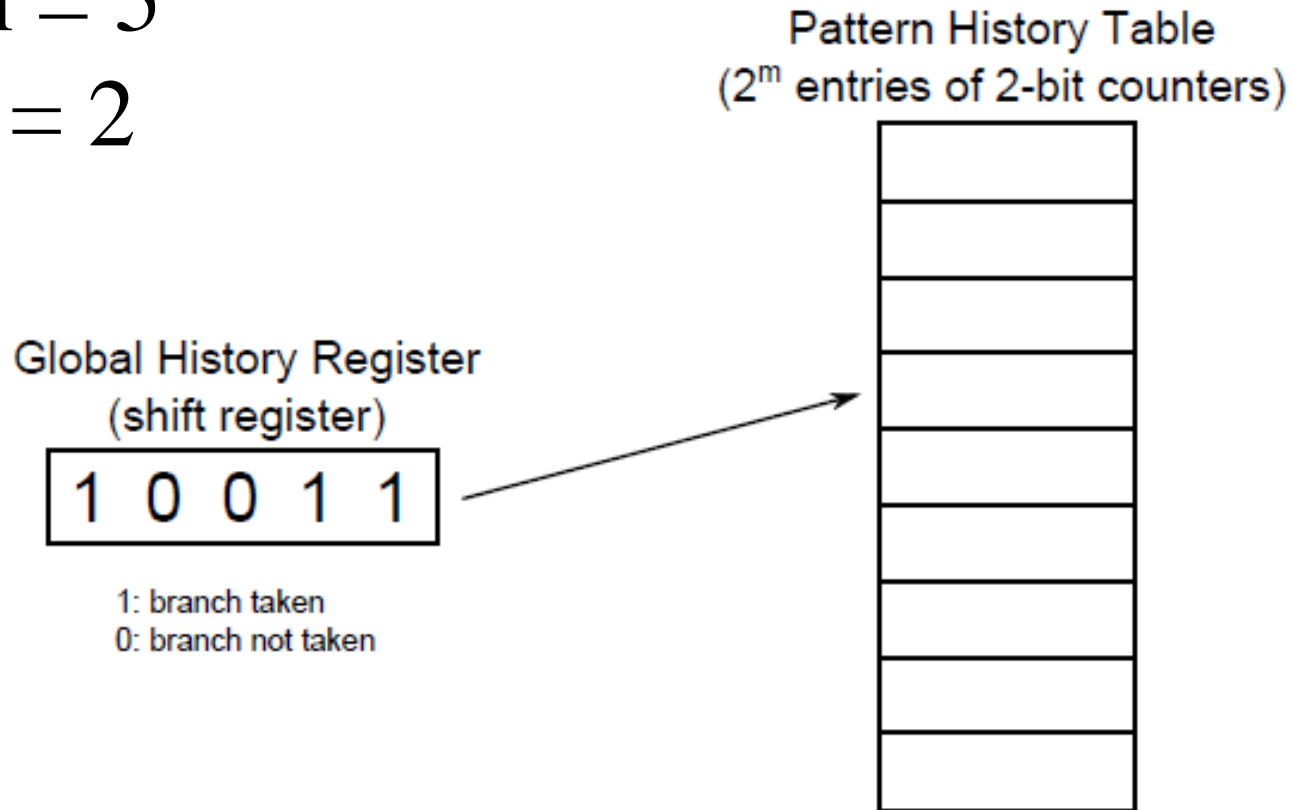 = 2
Pattern History Table
(2^m entries of 2-bit counters)
Global History Register
(shift register)
1 0 0 1 1
1: branch taken
0: branch not taken